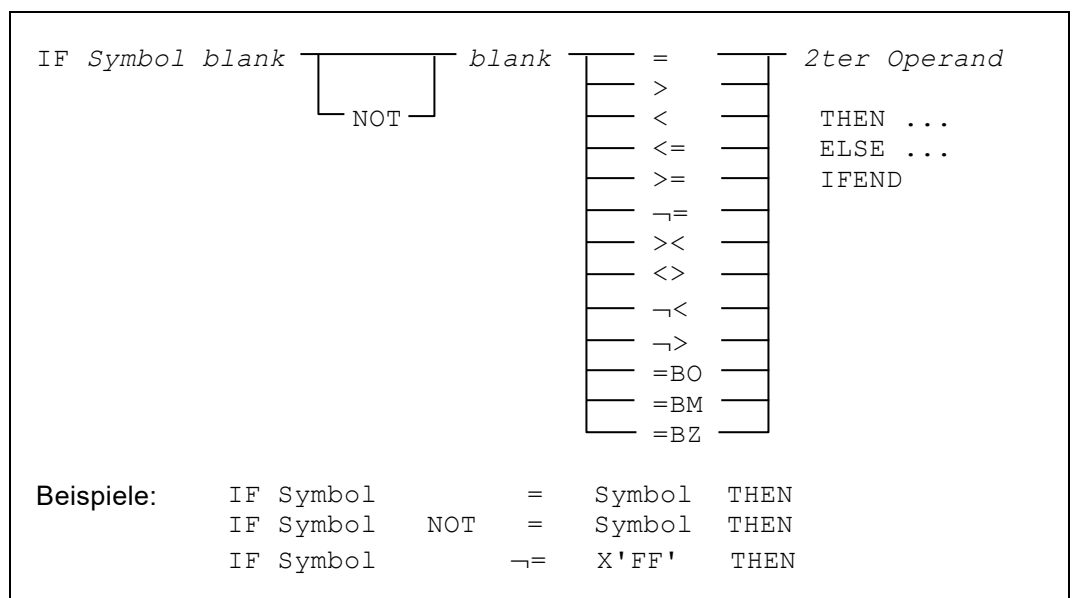 IF Symbol blank blank = 2ter Operand
>
NOT < THEN ...
<= ELSE ...
>= IFEND
¬=
><
<>
¬<
¬>
=BO
=BM
=BZ
Beispiele: IF Symbol = Symbol THEN
IF Symbol NOT = Symbol THEN
IF Symbol ¬= X'FF' THEN